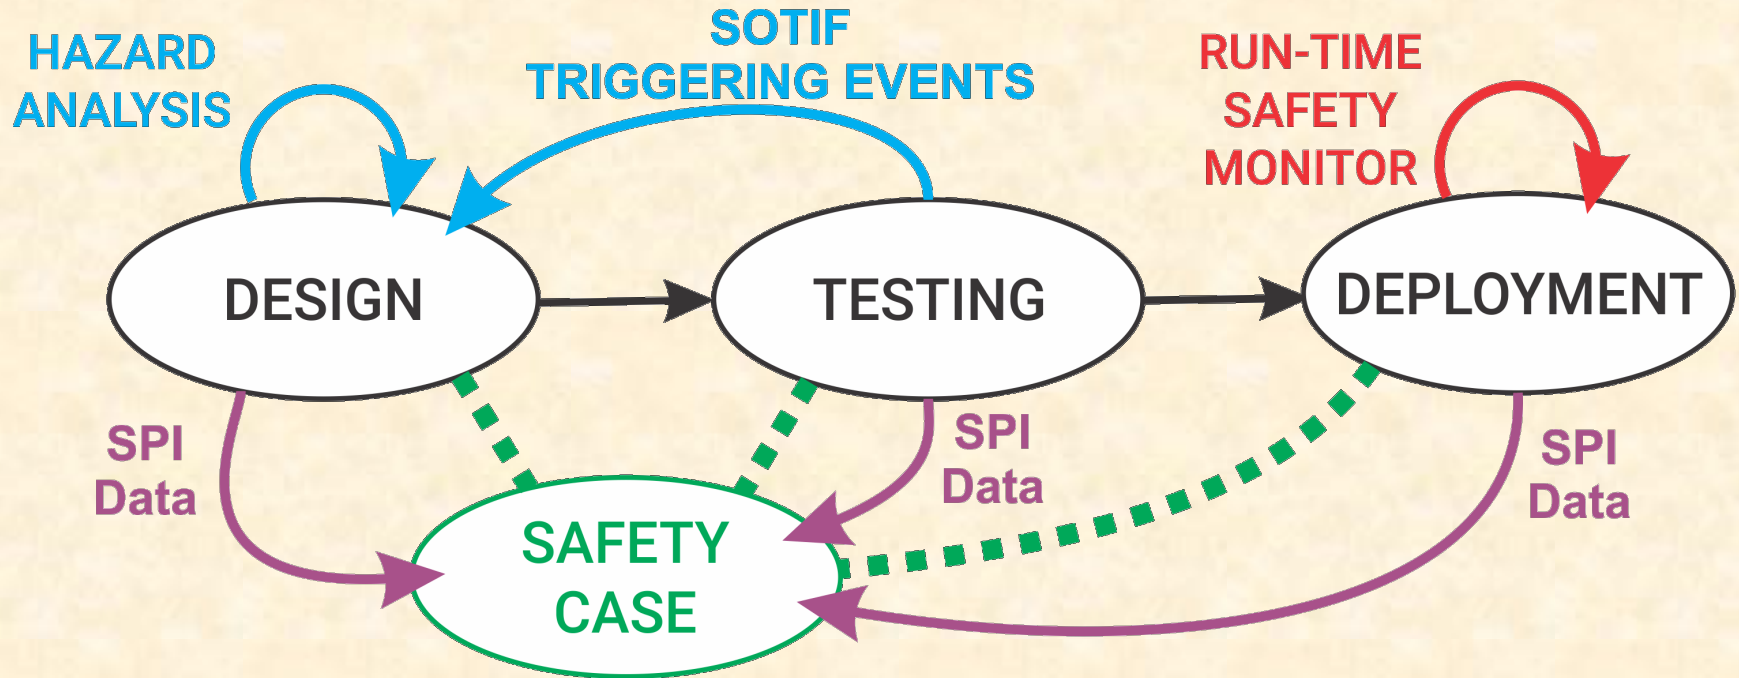 HAZARD
ANALYSIS
SOTIF
TRIGGERING EVENTS
RUN-TIME
SAFETY
MONITOR
DESIGN
TESTING
DEPLOYMENT
SPI
Data
SPI
Data
SPI
Data
SAFETY
CASE